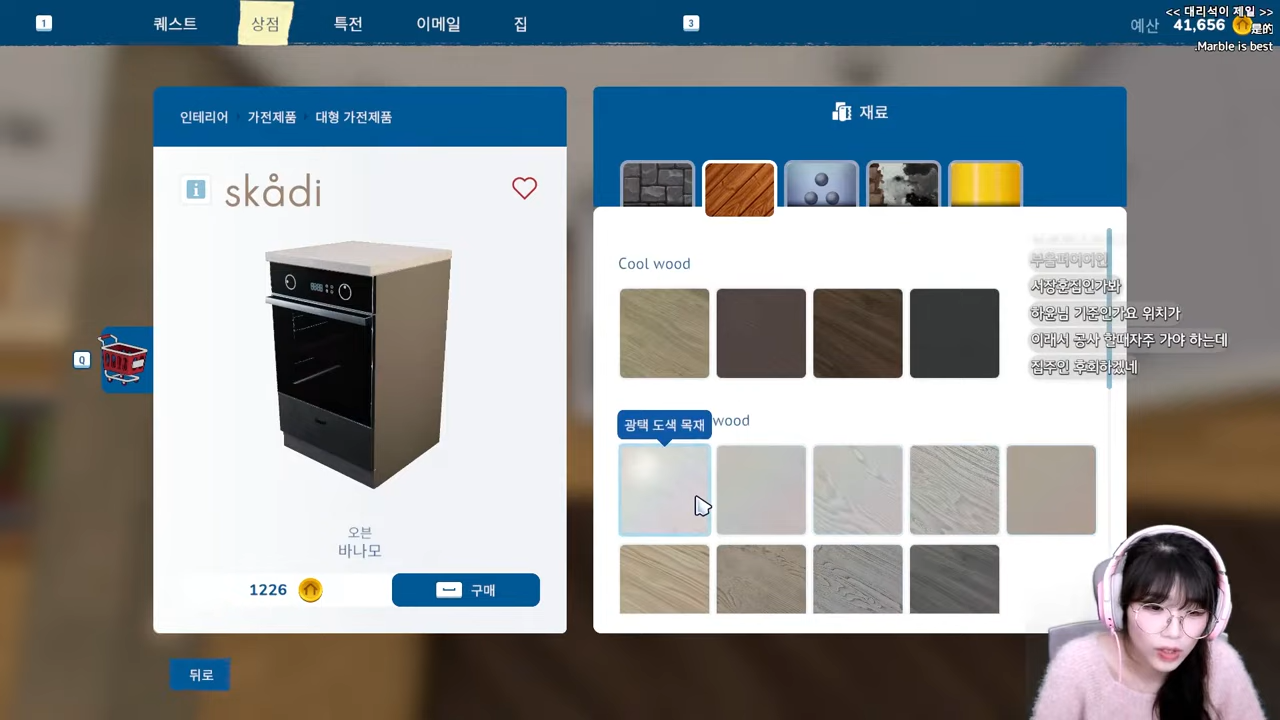 1
퀘스트
상점
특전
이메일
집
3
예산 41,656
<< 대리석이 제일 >>
是的
.Marble is best
인테리어 가전제품 대형 가전제품
i
skådi
오븐
바나모
1226
구매
Q
뒤로
재료
Cool wood
광택 도색 목재
wood
서장훈집인가봐
하윤님 기준인가요 위치가
이래서 공사 할때자주 가야 하는데
집주인 후회하겠네